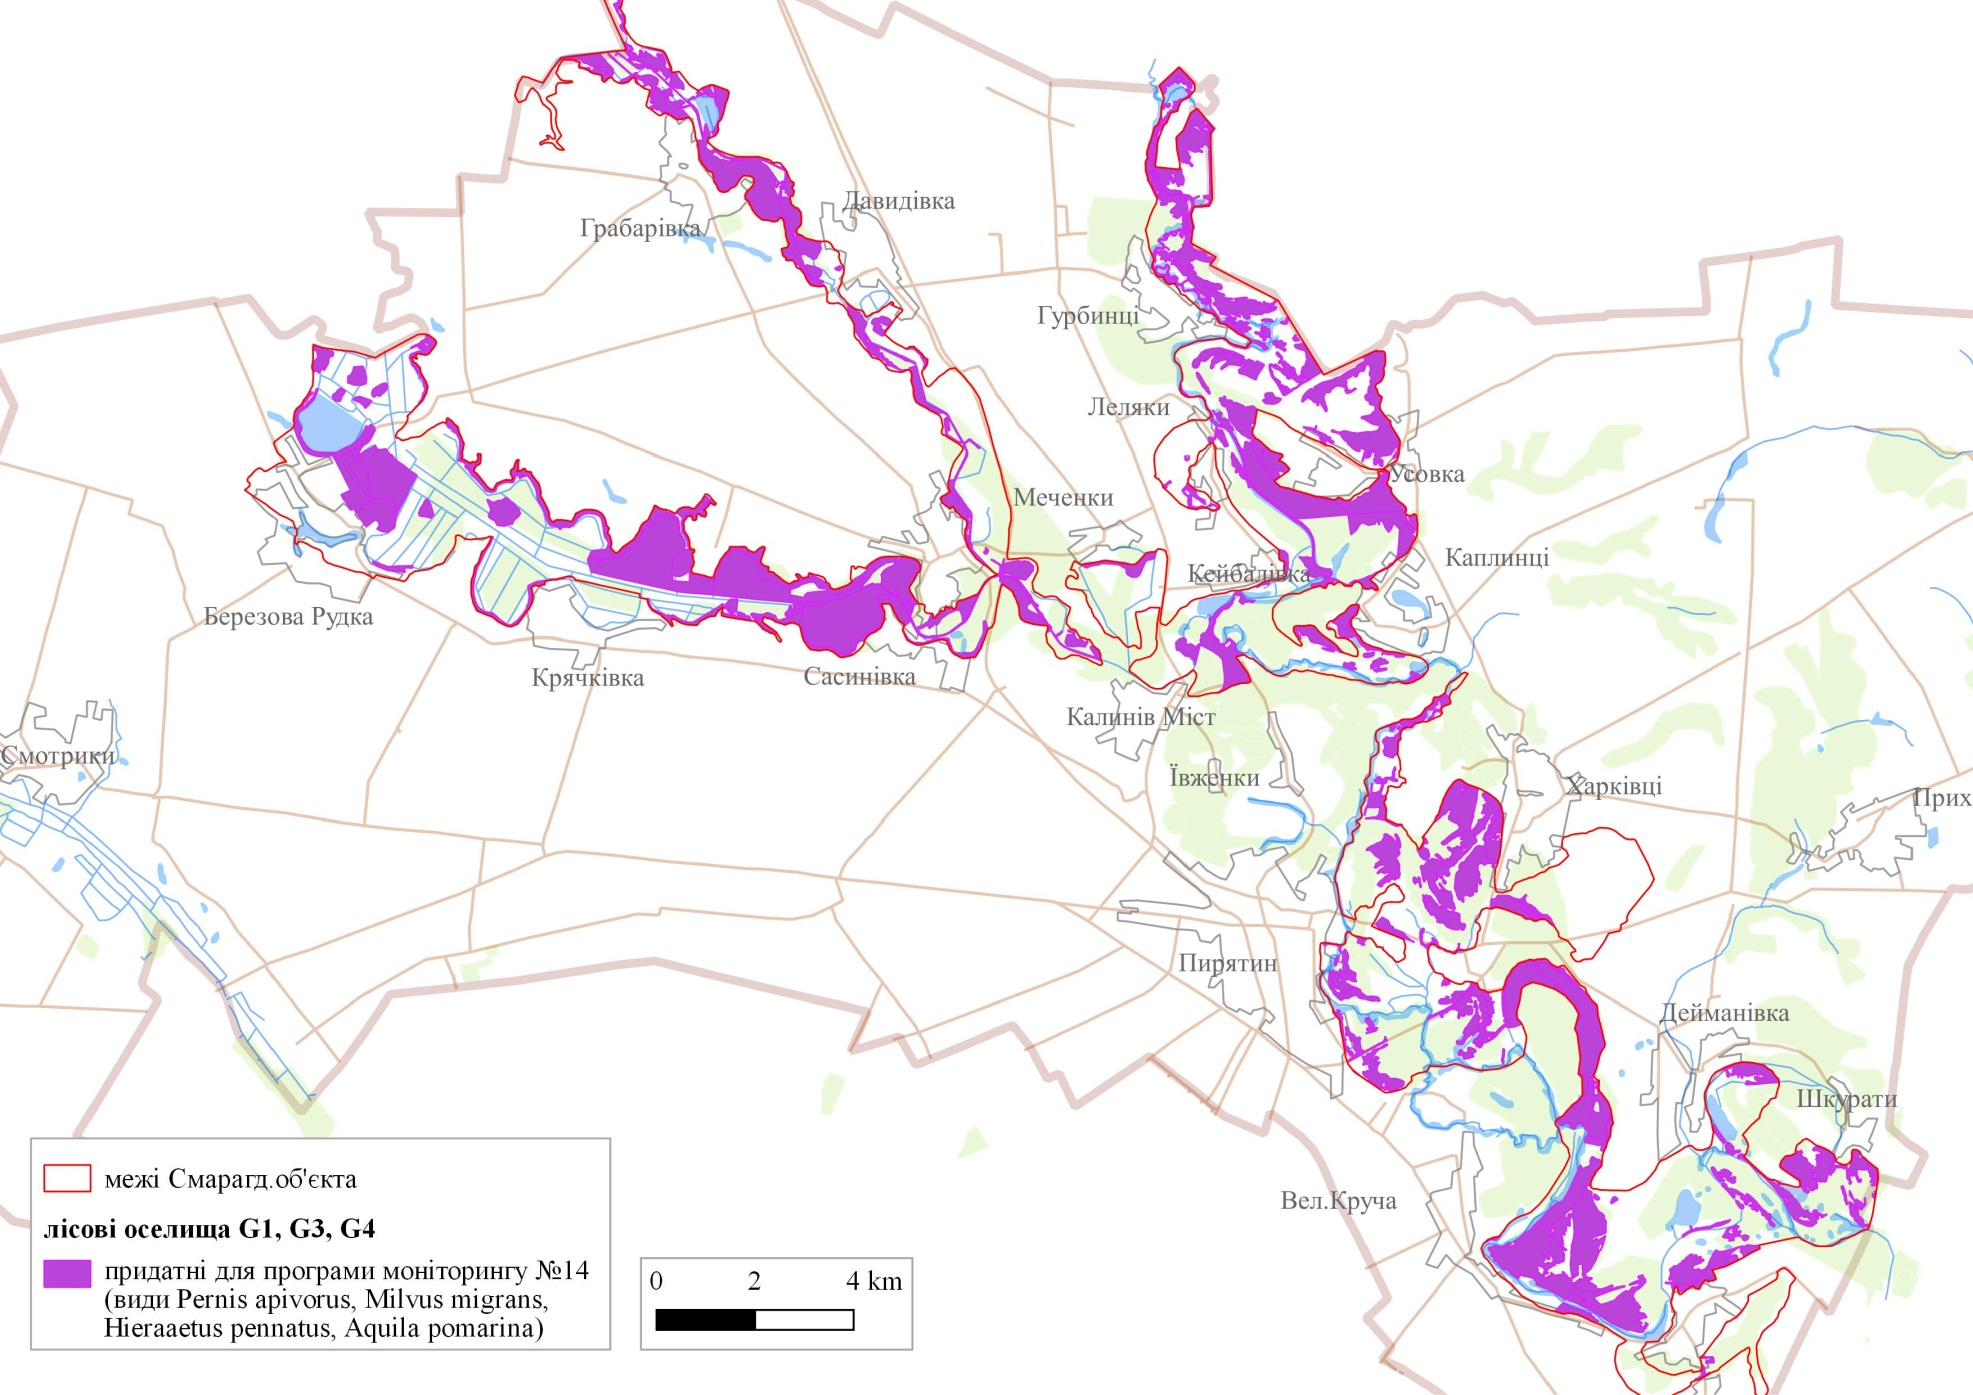 Давидівка
Грабарівка
Гурбинці
Леляки
Усовка
Меченки
Каплинці
Кейбалівка
Березова Рудка
Крячківка
Сасинівка
Калинів Міст
Смотрики
Ївженки
Харківці
Прих
Пирятин
Дейманівка
Шкурати
Вел.Круча
межі Смарагд.об'єкта
лісові оселища G1, G3, G4
придатні для програми моніторингу №14
(види Pernis apivorus, Milvus migrans,
Hieraaetus pennatus, Aquila pomarina)
0 2 4 km